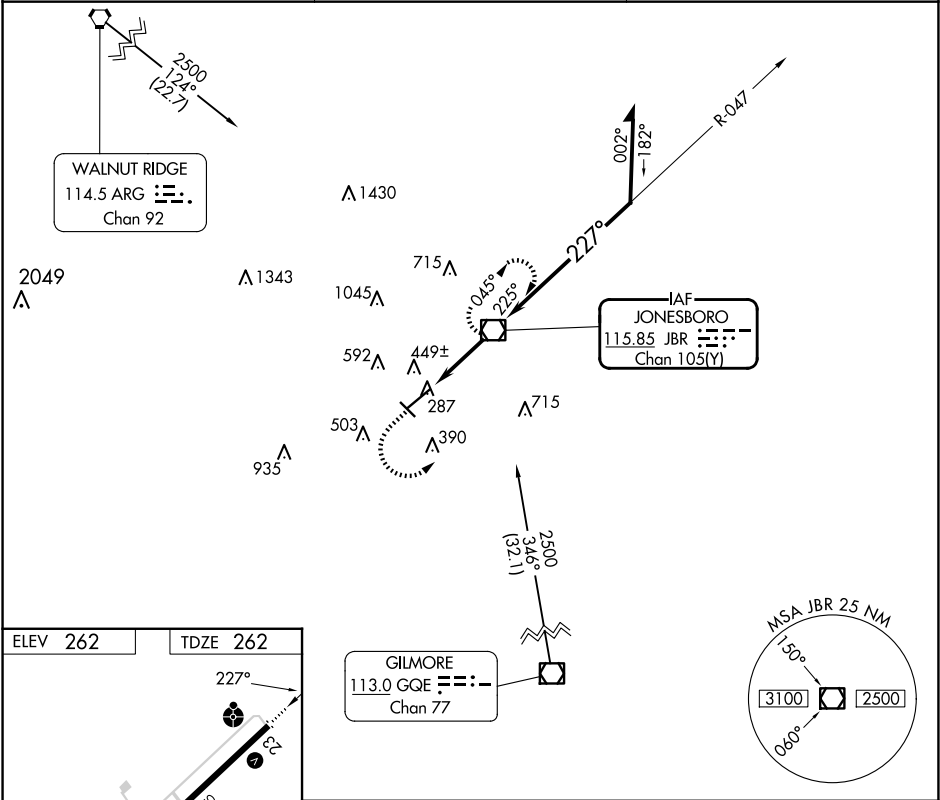 2500
124°
(22.7)
WALNUT RIDGE
114.5 ARG
Chan 92
002°
182°
R-047
227°
1430
2049
1343
715
1045
045°
225°
IAF
JONESBORO
115.85 JBR
Chan 105(Y)
592
449±
287
715
503
390
935
2500
346°
(32.1)
GILMORE
113.0 GQE
Chan 77
MSA JBR 25 NM
150°
3100
2500
060°
ELEV 262
TDZE 262
227°
23
V